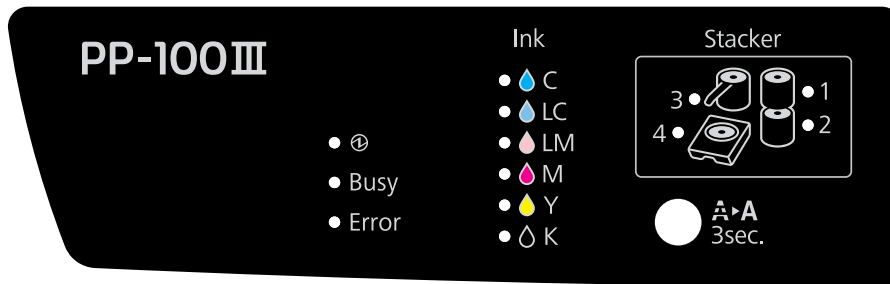 PP-100III
Busy
Error
Ink
C
LC
LM
M
Y
K
Stacker
3
1
4
2
A▸A
3sec.